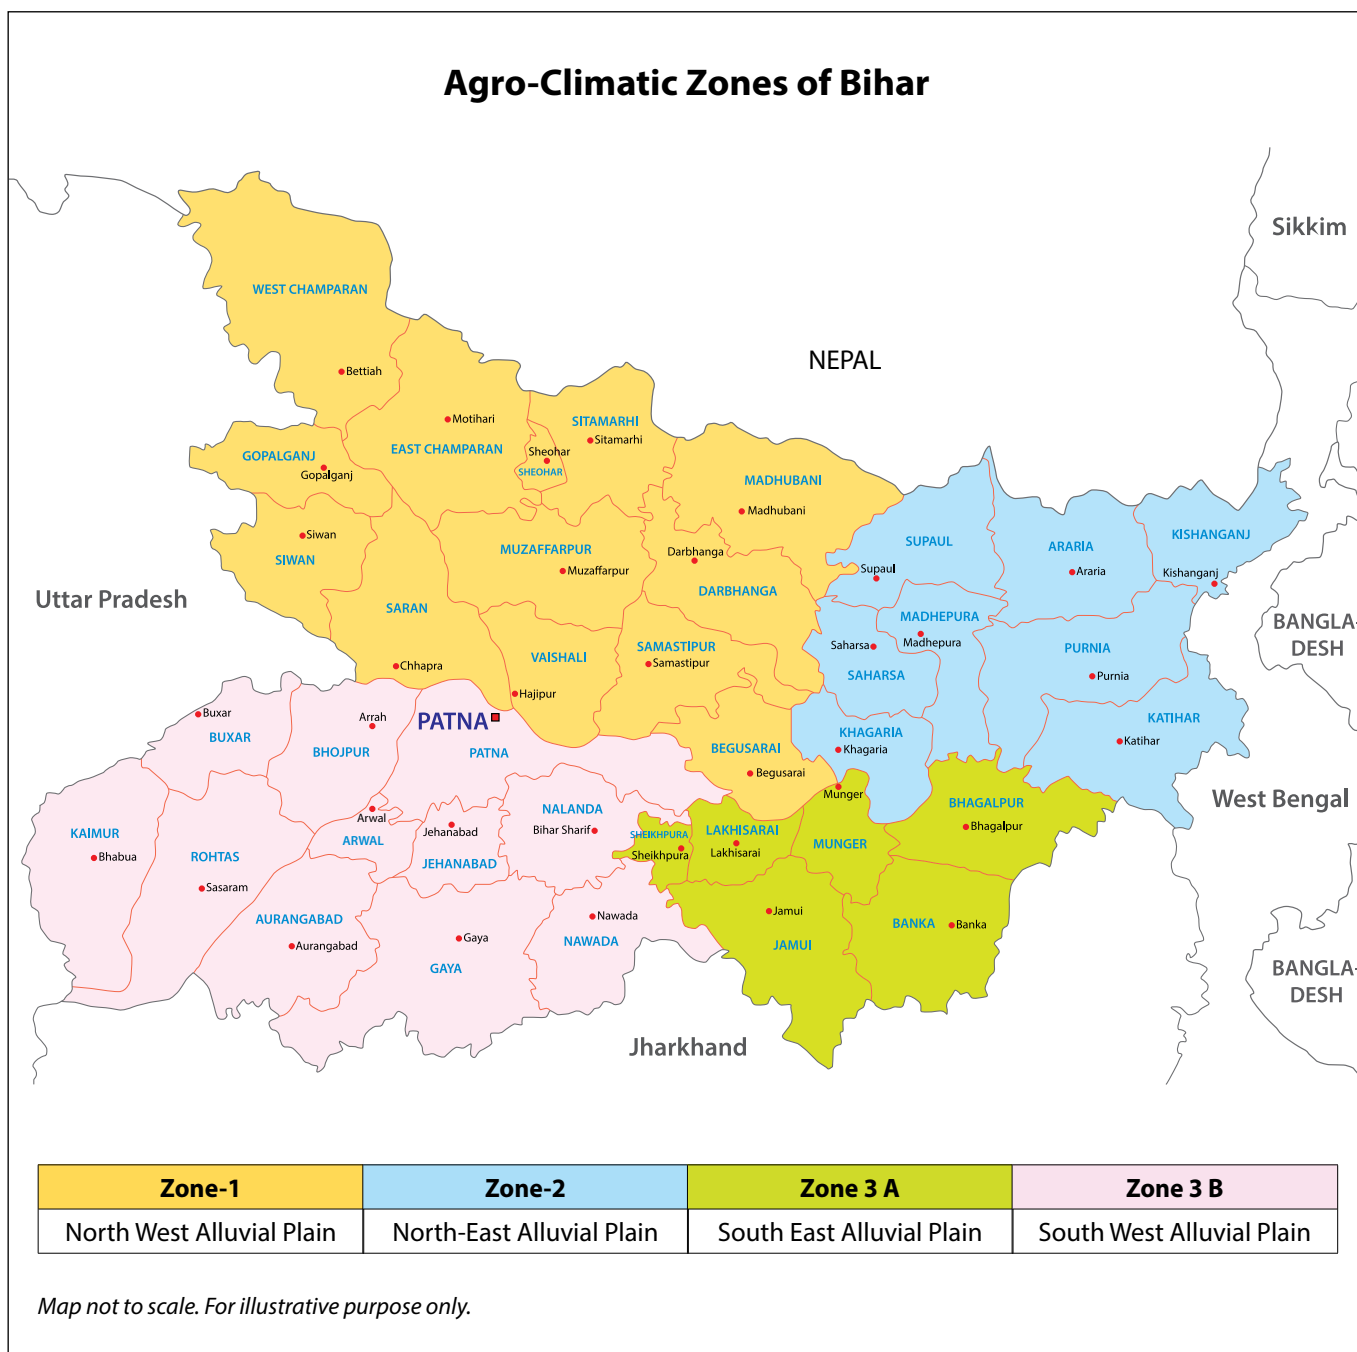 Agro-Climatic Zones of Bihar
Sikkim
WEST CHAMPARAN
NEPAL
Bettiah
Motihari
SITAMARHI
Sitamarhi
EAST CHAMPARAN
Sheohar
SHEOHAR
GOPALGANJ
Gopalganj
MADHUBANI
Madhubani
Siwan
SIWAN
MUZAFFARPUR
Muzaffarpur
Darbhanga
DARBHANGA
SUPAUL
Supaul
ARARIA
Araria
KISHANGANJ
Kishanganj
Uttar Pradesh
SARAN
Chhapra
VAISHALI
Hajipur
SAMASTIPUR
Samastipur
MADHEPURA
Madhepura
Saharsa
SAHARSA
PURNIA
Purnia
BANGLA-
DESH
Buxar
BUXAR
Arrah
BHOJPUR
PATNA
PATNA
BEGUSARAI
Begusarai
KHAGARIA
Khagaria
KATIHAR
Katihar
Munger
West Bengal
KAIMUR
Bhabua
ROHTAS
Sasaram
Arwal
ARWAL
Jehanabad
JEHANABAD
NALANDA
Bihar Sharif
SHEIKHPURA
Sheikhpura
LAKHISARAI
Lakhisarai
MUNGER
BHAGALPUR
Bhagalpur
AURANGABAD
Aurangabad
Gaya
GAYA
Nawada
NAWADA
Jamui
JAMUI
BANKA
Banka
BANGLA-
DESH
Jharkhand
Zone-1
Zone-2
Zone 3 A
Zone 3 B
North West Alluvial Plain
North-East Alluvial Plain
South East Alluvial Plain
South West Alluvial Plain
Map not to scale. For illustrative purpose only.